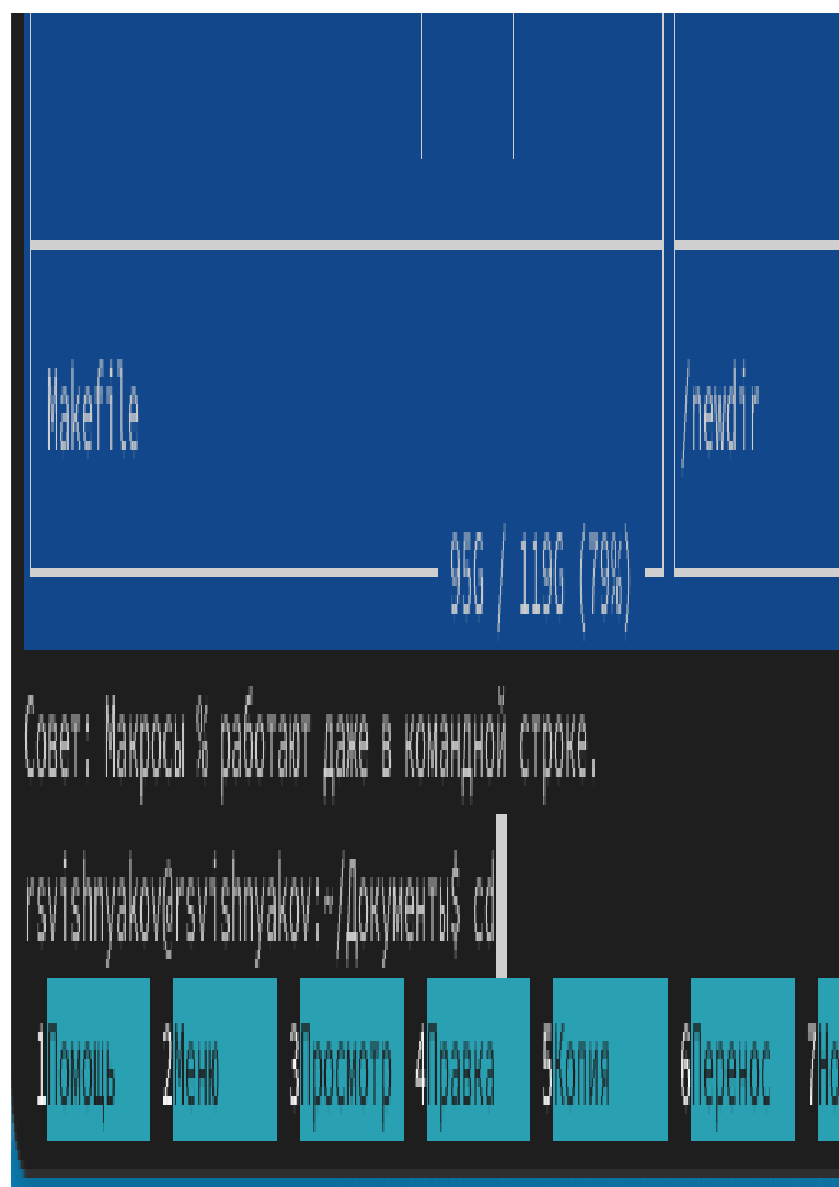 Makefile /newdir
95G / 119G (79%)
Совет: Макросы % работают даже в командной строке.
rsvishnyakov@rsvishnyakov:~/Документы$ cd
1Помощь 2Меню 3Просмотр 4Правка 5Копия 6Перенос 7